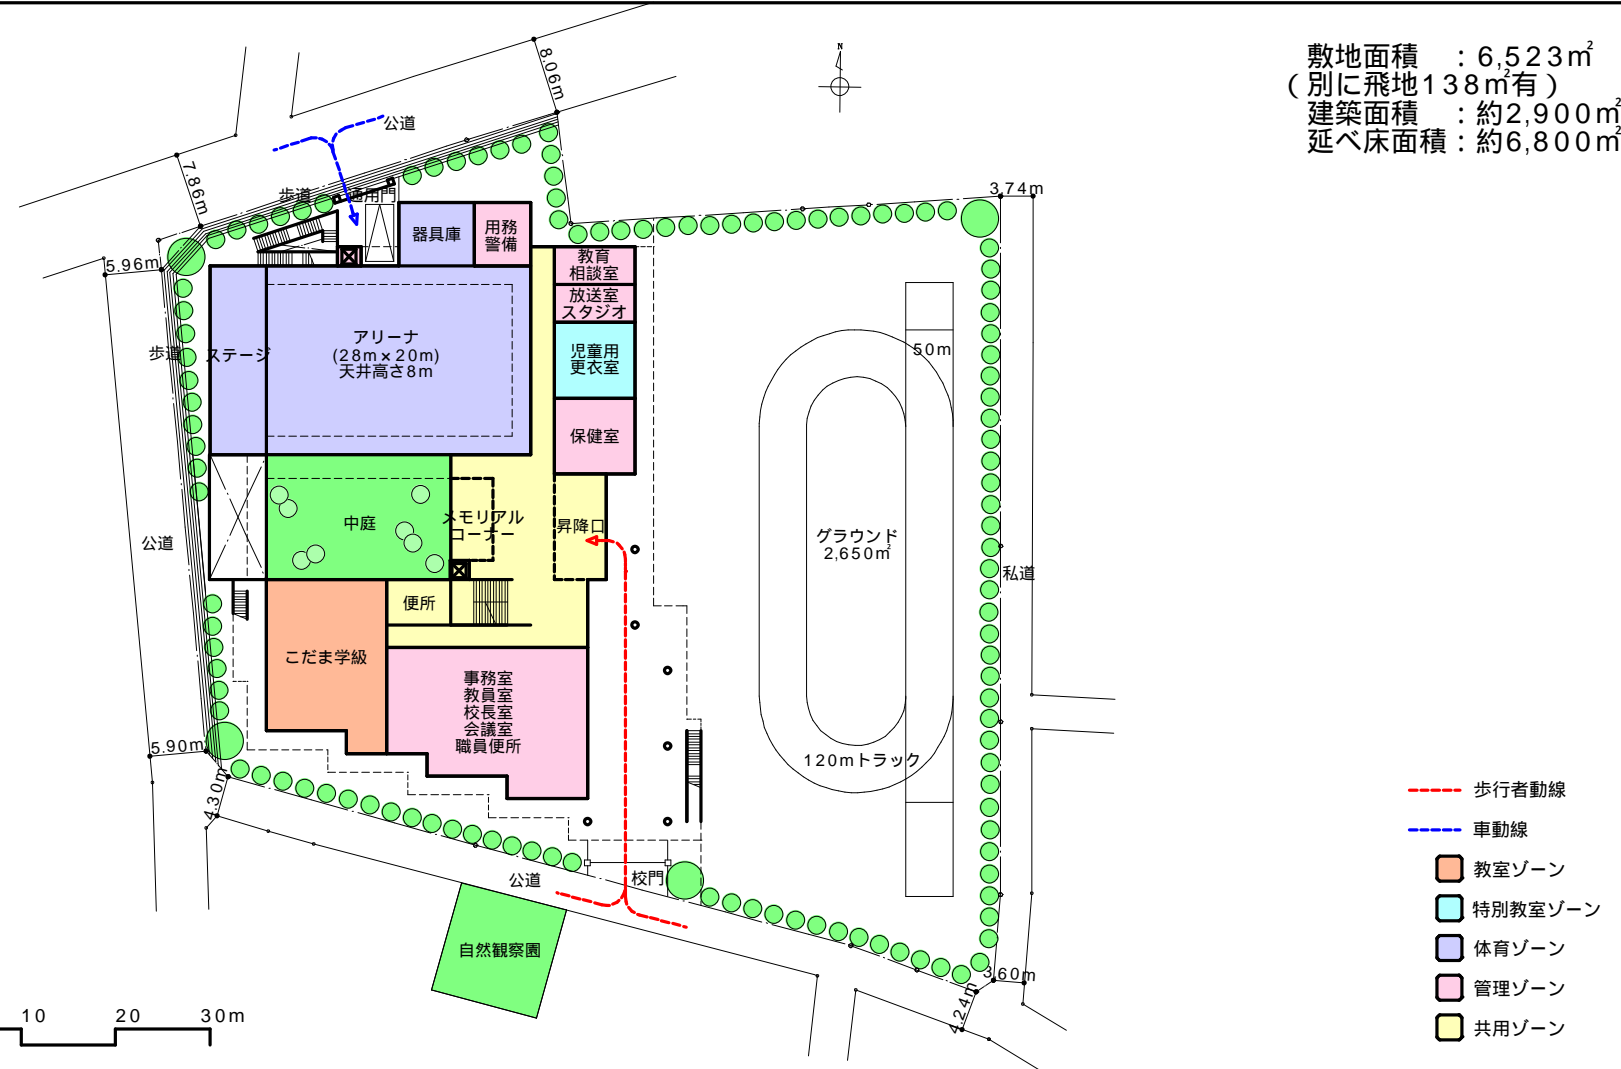 敷地面積　：6,523㎡
（別に飛地138㎡有）
建築面積　：約2,900㎡
延べ床面積：約6,800㎡
N
8.06m
公道
7.86m
歩道
通用門
3.74m
器具庫
用務
警備
教育
相談室
5.96m
放送室
スタジオ
歩道
ステージ
アリーナ
(28m×20m)
天井高さ8m
児童用
更衣室
50m
保健室
公道
中庭
メモリアル
コーナー
昇降口
グラウンド
2,650㎡
私道
便所
こだま学級
事務室
教員室
校長室
会議室
職員便所
5.90m
120mトラック
4.30m
公道
校門
自然観察園
3.60m
4.24m
10 20 30m
歩行者動線
車動線
教室ゾーン
特別教室ゾーン
体育ゾーン
管理ゾーン
共用ゾーン